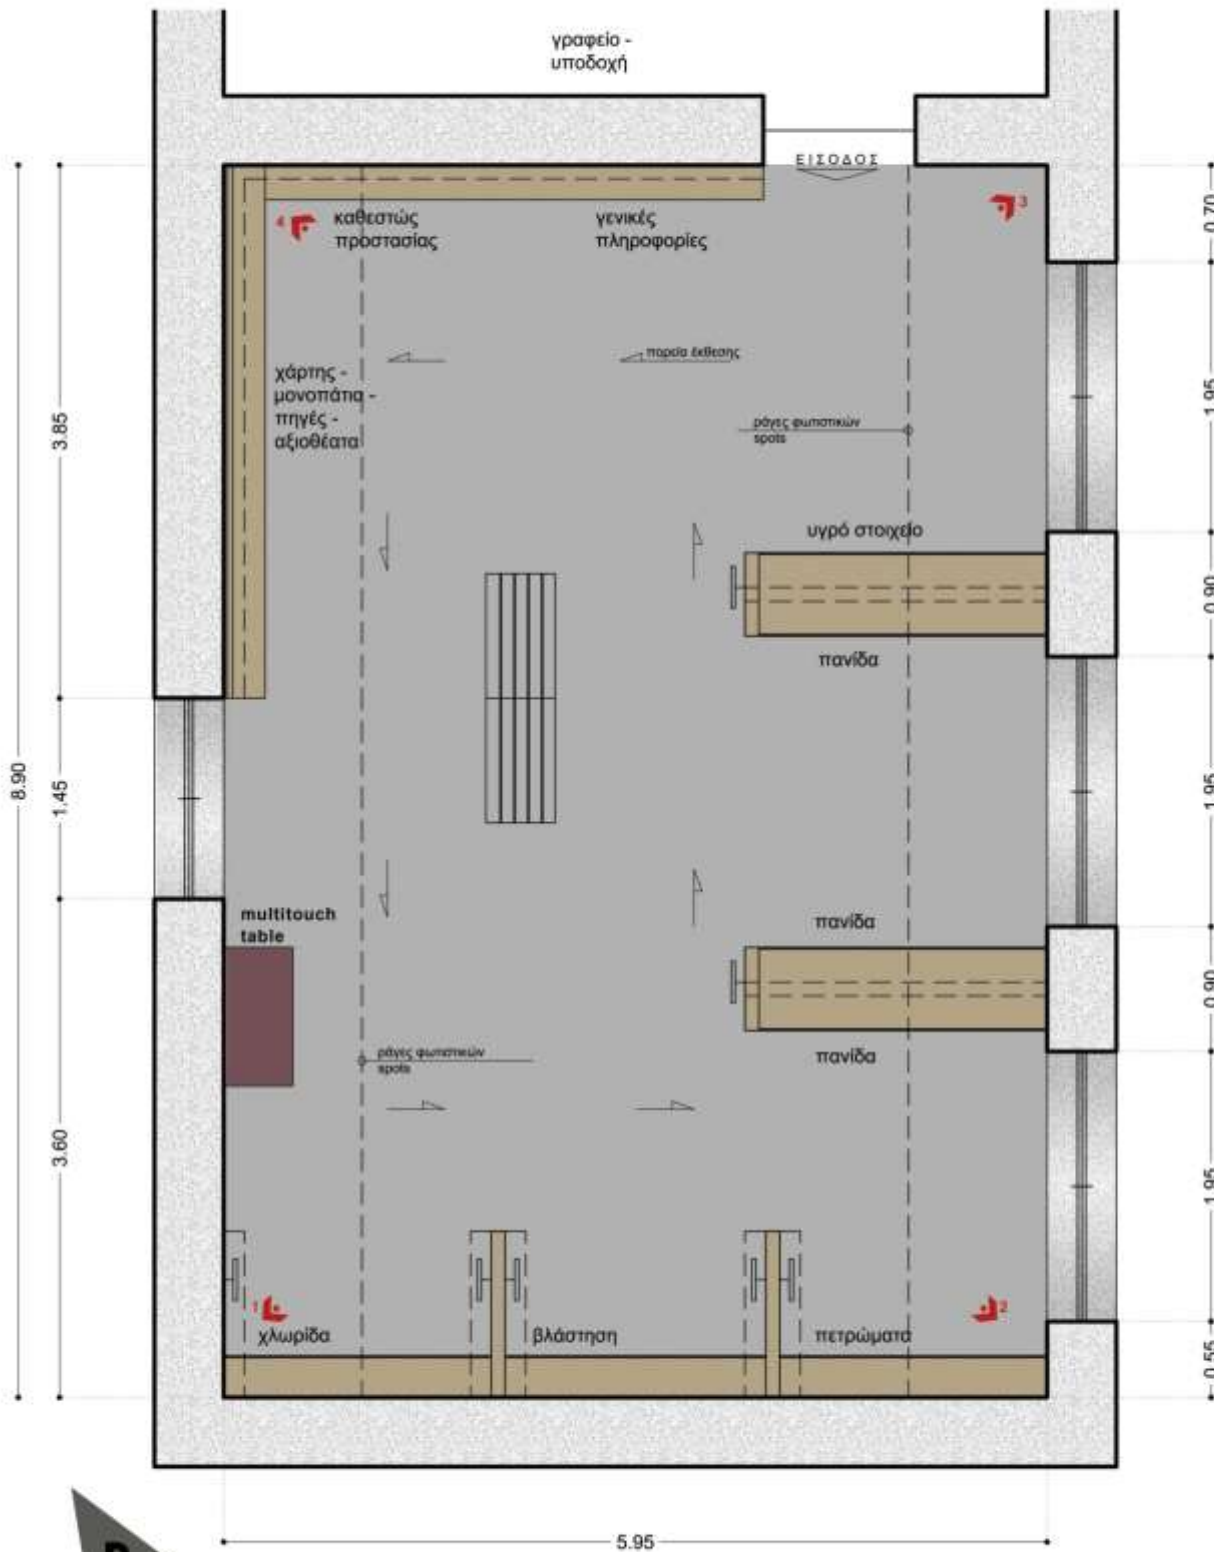 γραφείο -
υποδοχή
ΕΙΣΟΔΟΣ
4
καθεστώς
προστασίας
γενικές
πληροφορίες
3
0.70
πορεία έκθεσης
χάρτης -
μονοπάτια -
πηγές -
αξιοθέατα
3.85
1.95
ράγες φωτιστικών
spots
υγρό στοιχείο
0.90
πανίδα
8.90
1.45
1.95
multitouch
table
πανίδα
0.90
πανίδα
ράγες φωτιστικών
spots
3.60
1.95
1
χλωρίδα
βλάστηση
πετρώματα
2
0.55
5.95